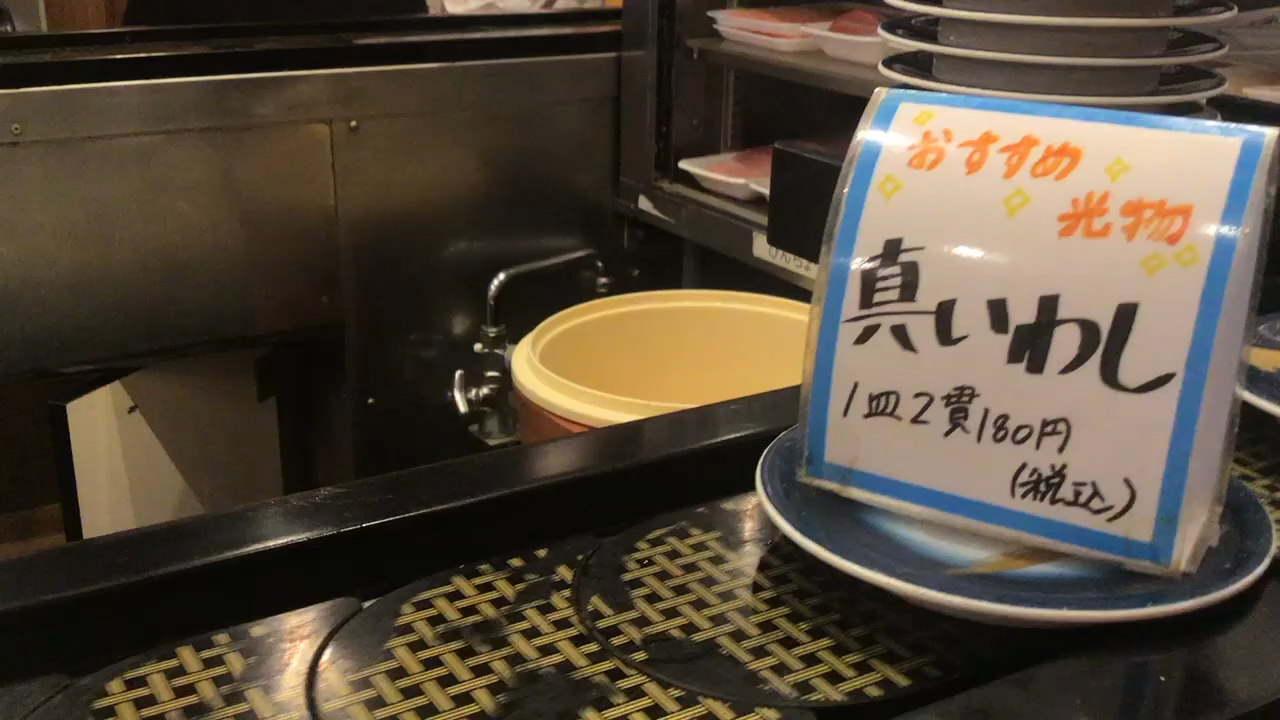 おすすめ
光物
真いわし
1皿2貫180円
(税込)